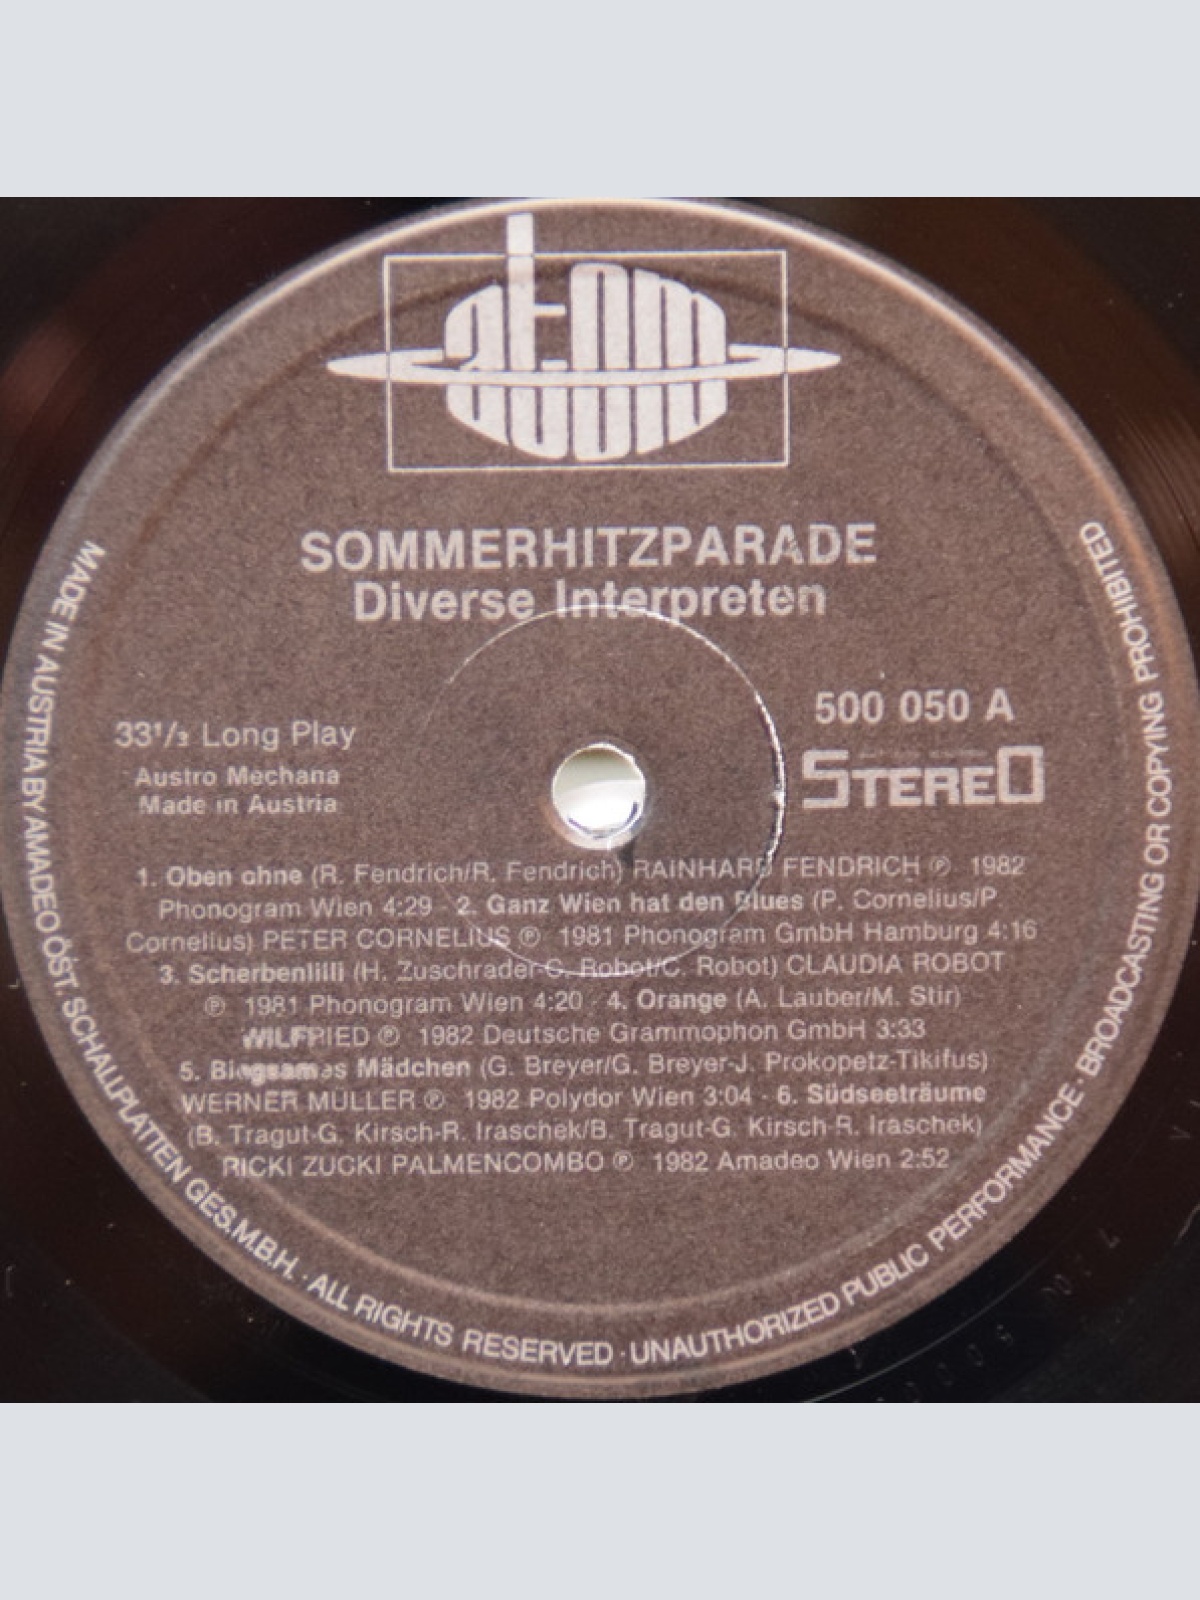 atom
SOMMERHITZPARADE
Diverse Interpreten
500 050 A
33¹/₃ Long Play
STEREO
Austro Mechana
Made in Austria
1. Oben ohne (R. Fendrich/R. Fendrich) RAINHARD FENDRICH ℗ 1982
Phonogram Wien 4:29 · 2. Ganz Wien hat den Blues (P. Cornelius/P.
Cornelius) PETER CORNELIUS ℗ 1981 Phonogram GmbH Hamburg 4:16
3. Scherbenlilli (H. Zuschrader-C. Robot/C. Robot) CLAUDIA ROBOT
℗ 1981 Phonogram Wien 4:20 · 4. Orange (A. Lauber/M. Stir)
WILFRIED ℗ 1982 Deutsche Grammophon GmbH 3:33
5. Biegsames Mädchen (G. Breyer/G. Breyer-J. Prokopetz-Tikifus)
WERNER MÜLLER ℗ 1982 Polydor Wien 3:04 · 6. Südseeträume
(B. Tragut-G. Kirsch-R. Iraschek/B. Tragut-G. Kirsch-R. Iraschek)
RICKI ZUCKI PALMENCOMBO ℗ 1982 Amadeo Wien 2:52
MADE IN AUSTRIA BY AMADEO ÖST. SCHALLPLATTEN GES.M.B.H. · ALL RIGHTS RESERVED · UNAUTHORIZED PUBLIC PERFORMANCE · BROADCASTING OR COPYING PROHIBITED